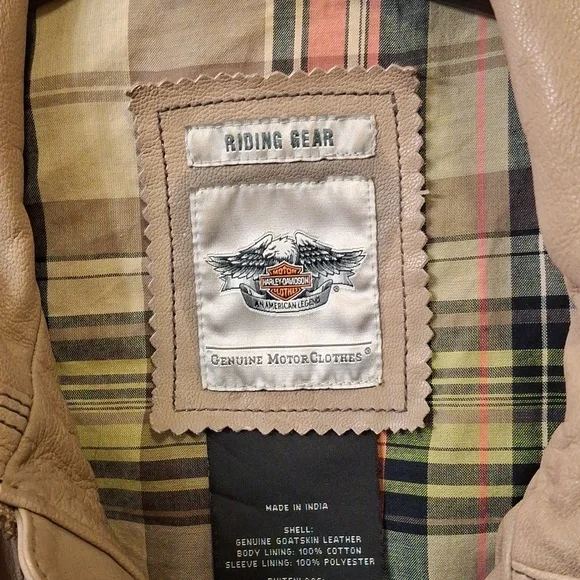 RIDING GEAR
MOTOR
HARLEY-DAVIDSON
CLOTHES
AN AMERICAN LEGEND
®
GENUINE MOTORCLOTHES®
MADE IN INDIA
SHELL:
GENUINE GOATSKIN LEATHER
BODY LINING: 100% COTTON
SLEEVE LINING: 100% POLYESTER